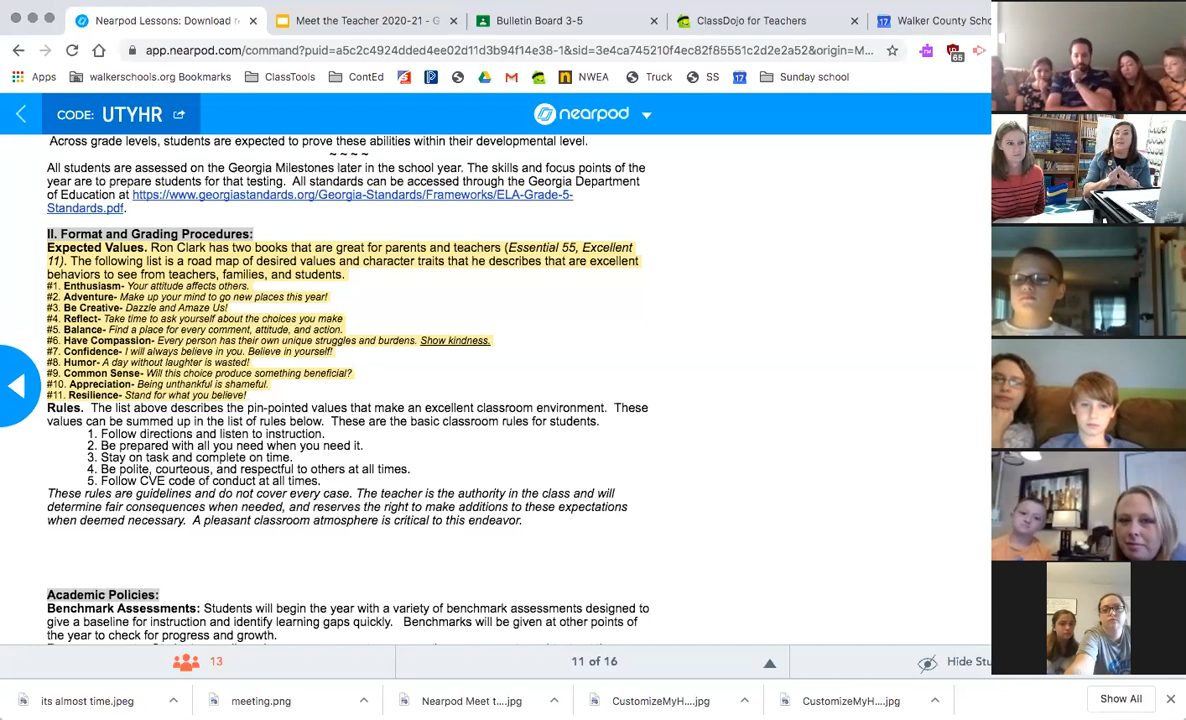 Nearpod Lessons: Download r
Meet the Teacher 2020-21 - G
Bulletin Board 3-5
ClassDojo for Teachers
Walker County Scho
app.nearpod.com/command?puid=a5c2c4924dded4ee02d11d3b94f14e38-1&sid=3e4ca745210f4ec82f85551c2d2e2a52&origin=M...
65
Apps
walkerschools.org Bookmarks
ClassTools
ContEd
NWEA
Truck
SS
17
Sunday school
CODE: UTYHR
nearpod
Across grade levels, students are expected to prove these abilities within their developmental level.
~ ~ ~ ~
All students are assessed on the Georgia Milestones later in the school year. The skills and focus points of the
year are to prepare students for that testing. All standards can be accessed through the Georgia Department
of Education at https://www.georgiastandards.org/Georgia-Standards/Frameworks/ELA-Grade-5-
Standards.pdf.
II. Format and Grading Procedures:
Expected Values. Ron Clark has two books that are great for parents and teachers (Essential 55, Excellent
11). The following list is a road map of desired values and character traits that he describes that are excellent
behaviors to see from teachers, families, and students.
#1. Enthusiasm- Your attitude affects others.
#2. Adventure- Make up your mind to go new places this year!
#3. Be Creative- Dazzle and Amaze Us!
#4. Reflect- Take time to ask yourself about the choices you make
#5. Balance- Find a place for every comment, attitude, and action.
#6. Have Compassion- Every person has their own unique struggles and burdens. Show kindness.
#7. Confidence- I will always believe in you. Believe in yourself!
#8. Humor- A day without laughter is wasted!
#9. Common Sense- Will this choice produce something beneficial?
#10. Appreciation- Being unthankful is shameful.
#11. Resilience- Stand for what you believe!
Rules. The list above describes the pin-pointed values that make an excellent classroom environment. These
values can be summed up in the list of rules below. These are the basic classroom rules for students.
1. Follow directions and listen to instruction.
2. Be prepared with all you need when you need it.
3. Stay on task and complete on time.
4. Be polite, courteous, and respectful to others at all times.
5. Follow CVE code of conduct at all times.
These rules are guidelines and do not cover every case. The teacher is the authority in the class and will
determine fair consequences when needed, and reserves the right to make additions to these expectations
when deemed necessary. A pleasant classroom atmosphere is critical to this endeavor.
Academic Policies:
Benchmark Assessments: Students will begin the year with a variety of benchmark assessments designed to
give a baseline for instruction and identify learning gaps quickly. Benchmarks will be given at other points of
the year to check for progress and growth.
13
11 of 16
Hide Stu
its almost time.jpeg
meeting.png
Nearpod Meet t....jpg
CustomizeMyH....jpg
CustomizeMyH....jpg
Show All